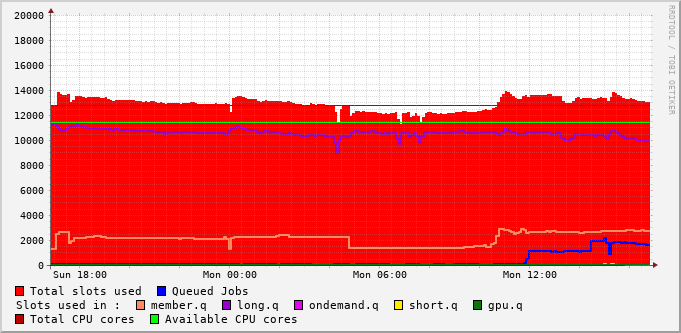 20000
18000
16000
14000
12000
10000
8000
6000
4000
2000
0
Sun 18:00 Mon 00:00 Mon 06:00 Mon 12:00
RRDTOOL / TOBI OETIKER
Total slots used Queued Jobs
Slots used in : member.q long.q ondemand.q short.q gpu.q
Total CPU cores Available CPU cores